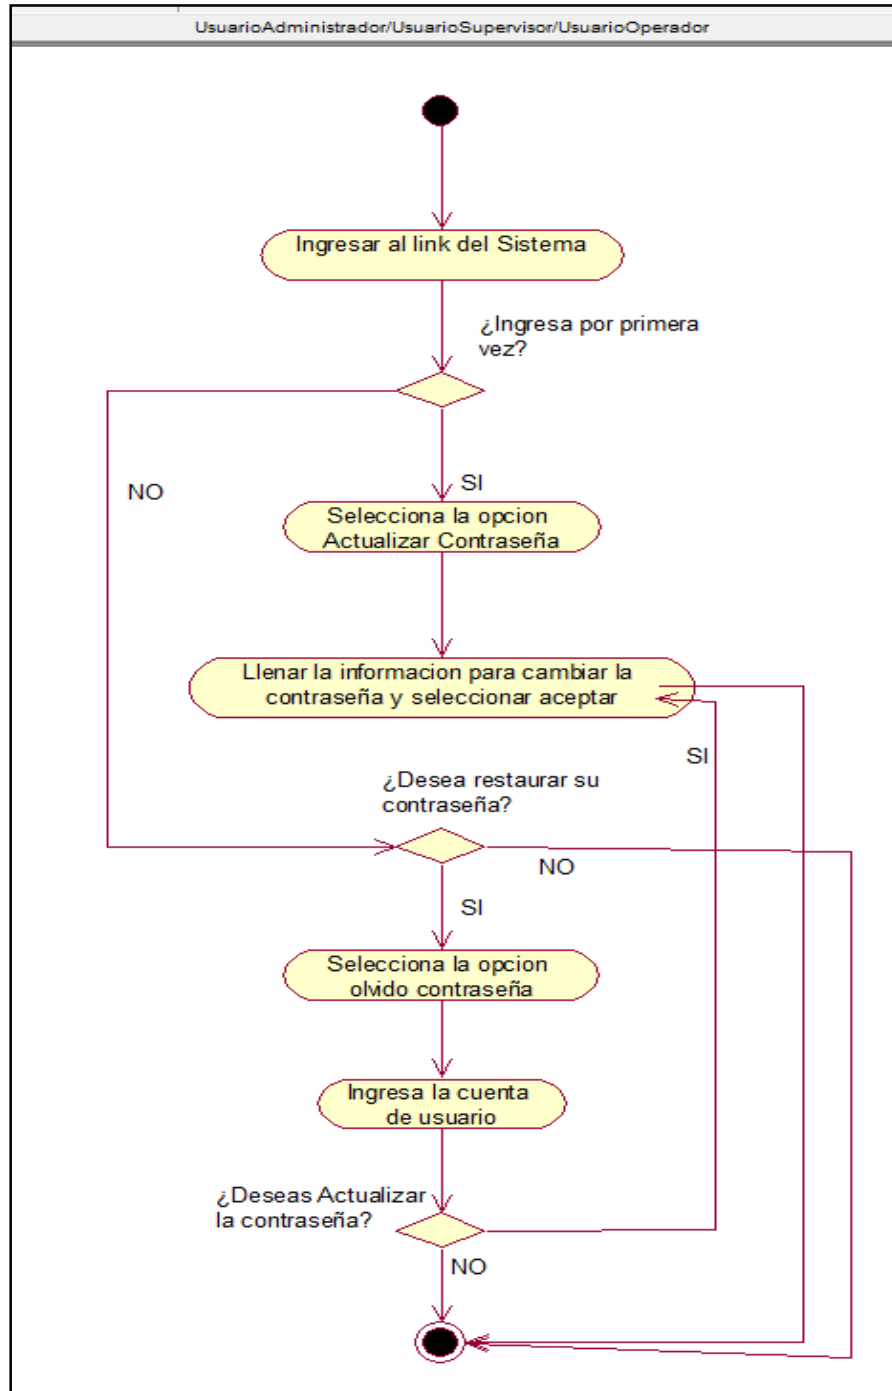 UsuarioAdministrador/UsuarioSupervisor/UsuarioOperador
Ingresar al link del Sistema
¿Ingresa por primera
vez?
NO
SI
Selecciona la opcion
Actualizar Contraseña
Llenar la informacion para cambiar la
contraseña y seleccionar aceptar
SI
¿Desea restaurar su
contraseña?
NO
SI
Selecciona la opcion
olvido contraseña
Ingresa la cuenta
de usuario
¿Deseas Actualizar
la contraseña?
NO